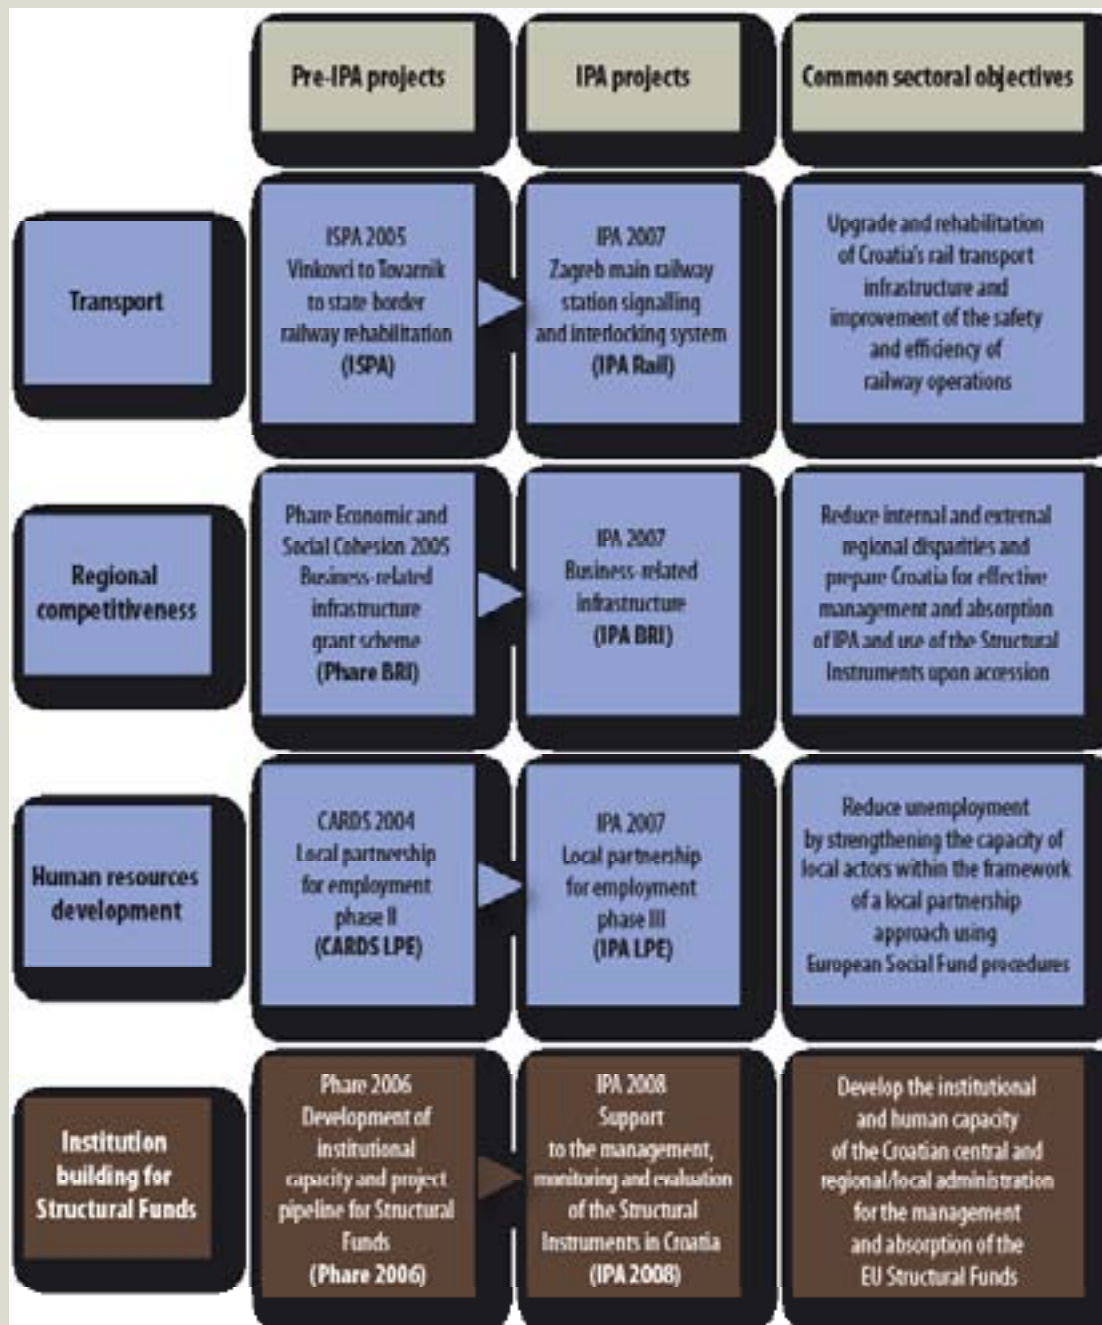 Pre-IPA projects
IPA projects
Common sectoral objectives
Transport
ISPA 2005
Vinkovci to Tovarnik
to state border
railway rehabilitation
(ISPA)
IPA 2007
Zagreb main railway
station signalling
and interlocking system
(IPA Rail)
Upgrade and rehabilitation
of Croatia's rail transport
infrastructure and
improvement of the safety
and efficiency of
railway operations
Regional
competitiveness
Phare Economic and
Social Cohesion 2005
Business-related
infrastructure
grant scheme
(Phare BRI)
IPA 2007
Business-related
infrastructure
(IPA BRI)
Reduce internal and external
regional disparities and
prepare Croatia for effective
management and absorption
of IPA and use of the Structural
Instruments upon accession
Human resources
development
CARDS 2004
Local partnership
for employment
phase II
(CARDS LPE)
IPA 2007
Local partnership
for employment
phase III
(IPA LPE)
Reduce unemployment
by strengthening the capacity of
local actors within the framework
of a local partnership
approach using
European Social Fund procedures
Institution
building for
Structural Funds
Phare 2006
Development of
institutional
capacity and project
pipeline for Structural
Funds
(Phare 2006)
IPA 2008
Support
to the management,
monitoring and evaluation
of the Structural
Instruments in Croatia
(IPA 2008)
Develop the institutional
and human capacity
of the Croatian central and
regional/local administration
for the management
and absorption of the
EU Structural Funds